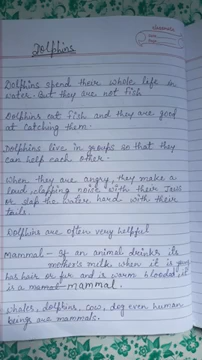 Dolphins
Dolphins spend their whole life in
water. But they are not fish
Dolphins eat fish and they are good
at catching them.
Dolphins live in groups so that they
can help each other.
When they are angry, they make a
loud clapping noise with their Jaws
or slap the water hard with their
tails.
Dolphins are often very helpful
Mammal - If an animal drinks its
mother's milk when it is young
has hair or fur and is warm blooded, it
is a mammal.
Whales, dolphins, cow, dog even human
beings are mammals.